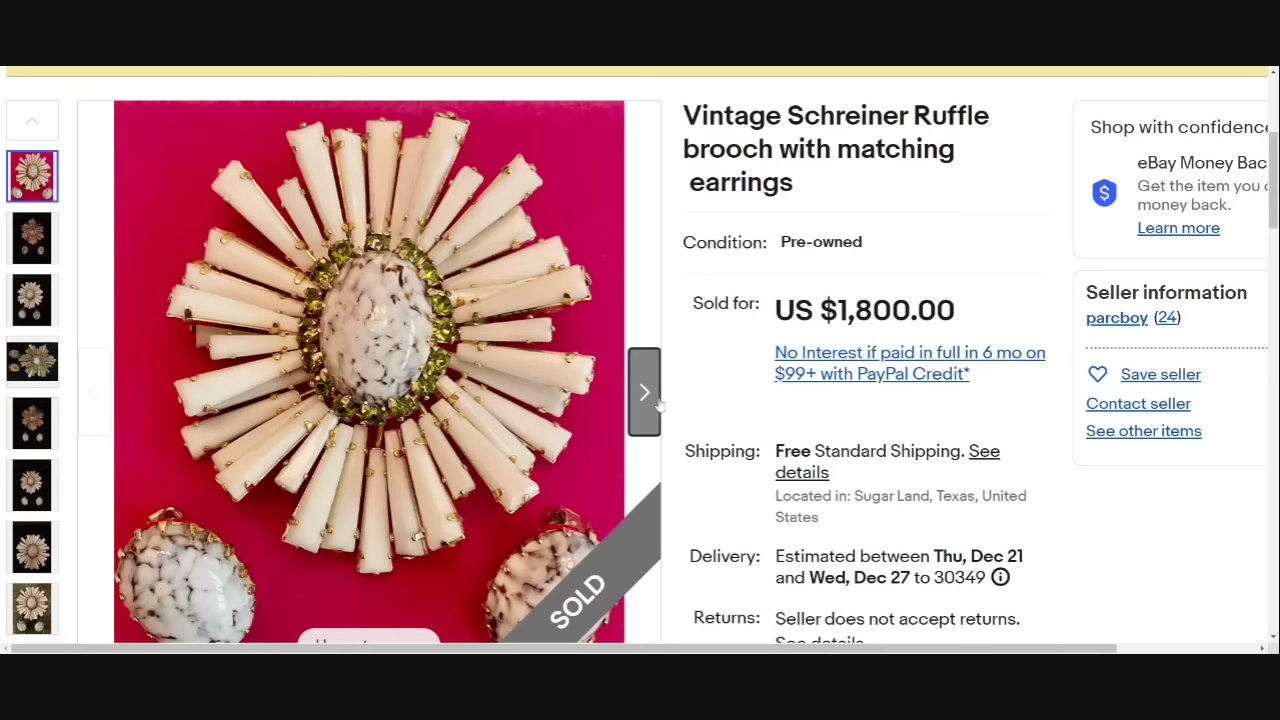 Vintage Schreiner Ruffle
brooch with matching
earrings
Condition: Pre-owned
Sold for: US $1,800.00
No Interest if paid in full in 6 mo on
$99+ with PayPal Credit*
Shipping: Free Standard Shipping. See
details
Located in: Sugar Land, Texas, United
States
Delivery: Estimated between Thu, Dec 21
and Wed, Dec 27 to 30349
Returns: Seller does not accept returns.
See details
SOLD
Shop with confidence
eBay Money Bac
Get the item you
money back.
Learn more
Seller information
parcboy (24)
Save seller
Contact seller
See other items